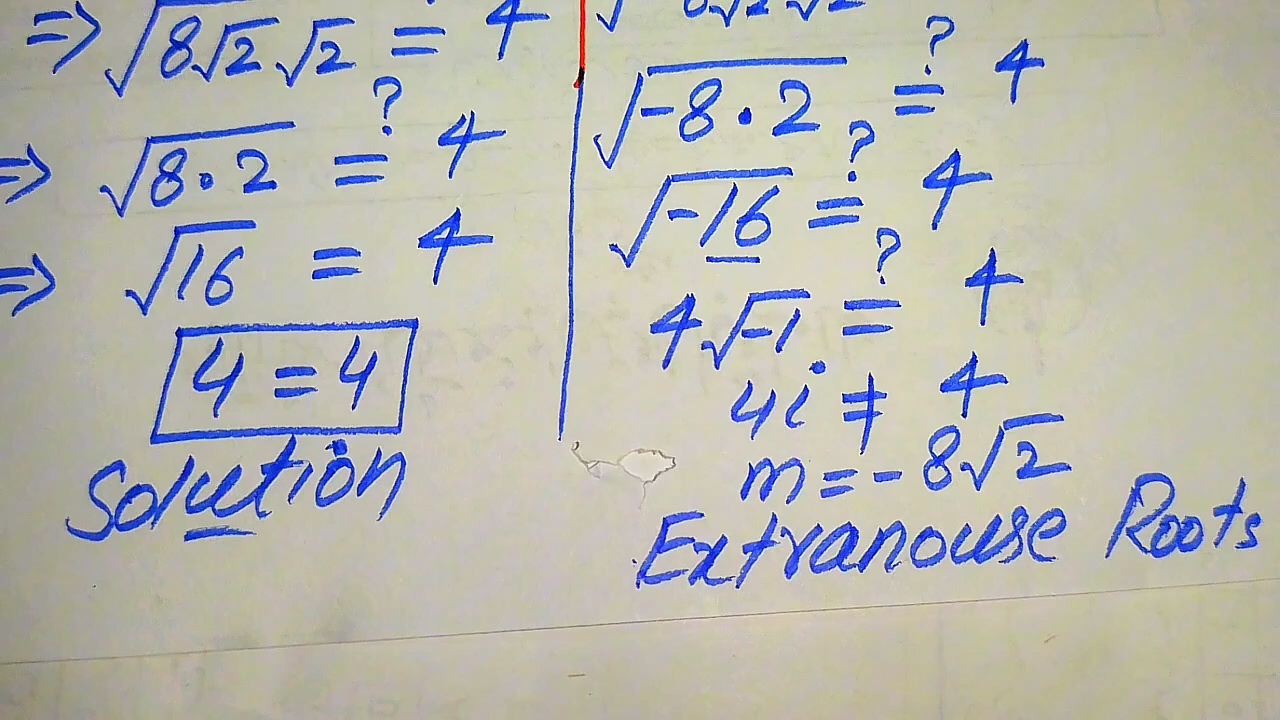 ⇒ √8√2 √2 = 4
⇒ √8·2 ?= 4
⇒ √16 = 4
4 = 4
Solution
√-8·2 ?= 4
√-16 ?= 4
4√-1 ?= 4
4i ≠ 4
m = -8√2
Extranouse Roots